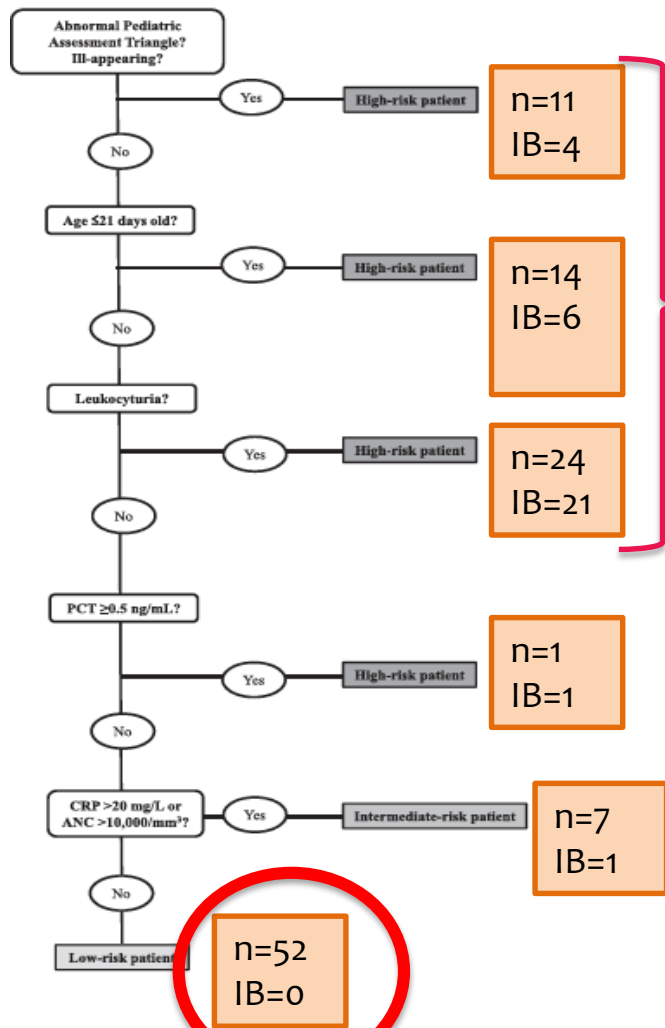 Abnormal Pediatric
Assessment Triangle?
Ill-appearing?
Yes
High-risk patient
n=11
IB=4
No
Age ≤21 days old?
Yes
High-risk patient
n=14
IB=6
No
Leukocyturia?
Yes
High-risk patient
n=24
IB=21
No
PCT ≥0.5 ng/mL?
Yes
High-risk patient
n=1
IB=1
No
CRP >20 mg/L or
ANC >10,000/mm³?
Yes
Intermediate-risk patient
n=7
IB=1
No
Low-risk patient
n=52
IB=0